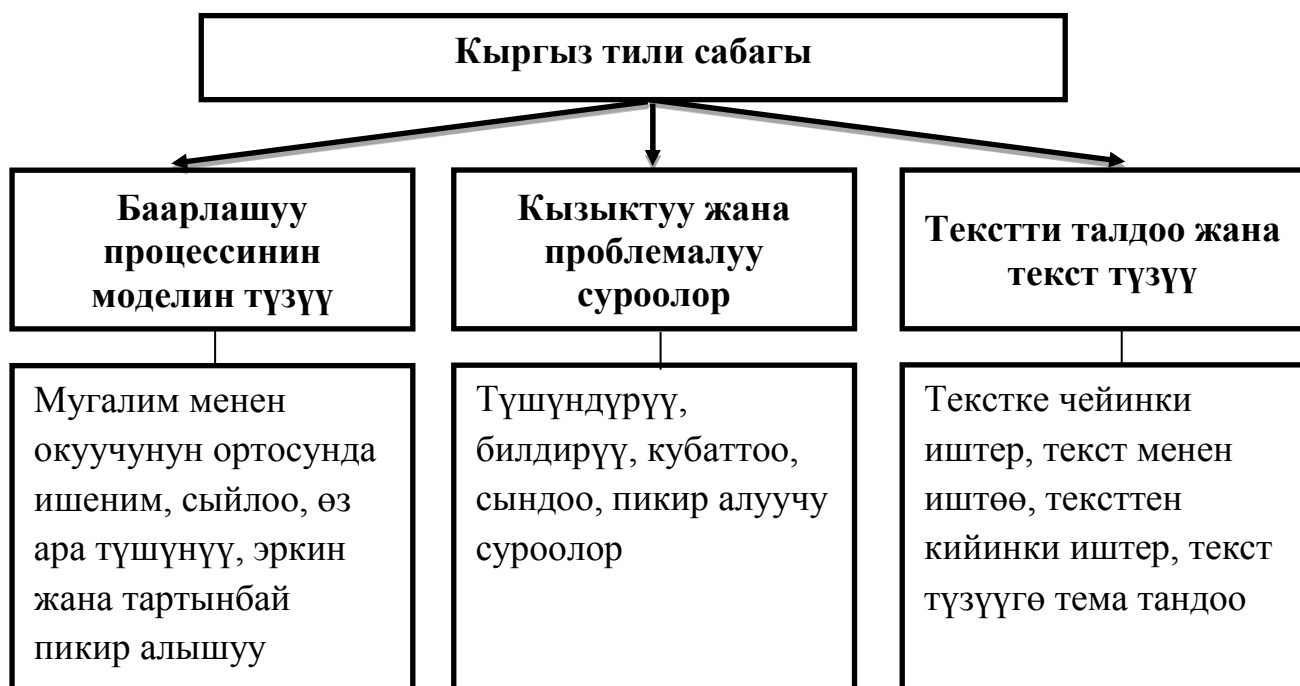 Кыргыз тили сабагы
Баарлашуу
процессинин
моделин түзүү
Кызыктуу жана
проблемалуу
суроолор
Текстти талдоо жана
текст түзүү
Мугалим менен
окуучунун ортосунда
ишеним, сыйлоо, өз
ара түшүнүү, эркин
жана тартынбай
пикир алышуу
Түшүндүрүү,
билдирүү, кубаттоо,
сындоо, пикир алуучу
суроолор
Текстке чейинки
иштер, текст менен
иштөө, тексттен
кийинки иштер, текст
түзүүгө тема тандоо